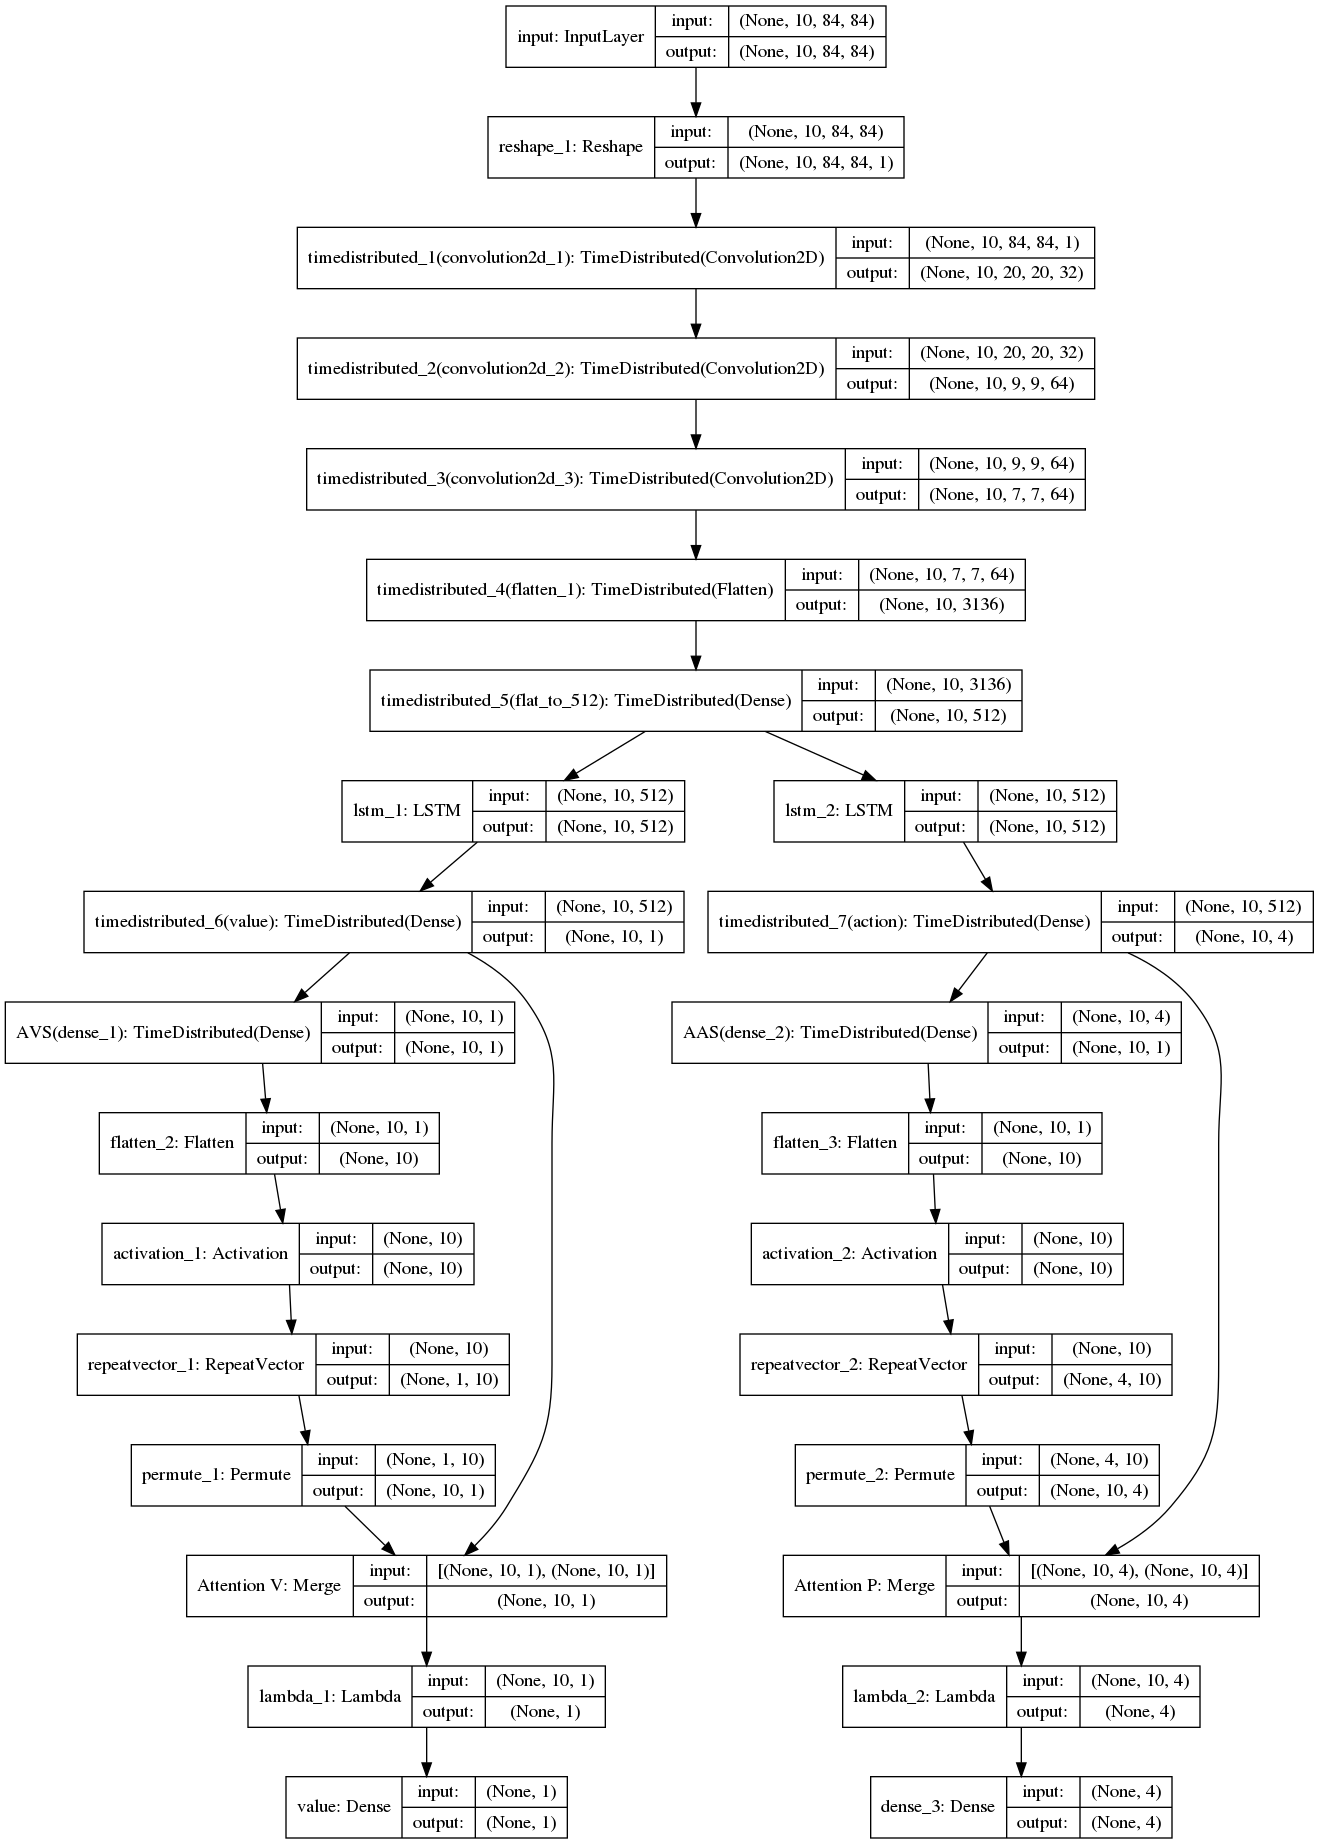 input: InputLayer
input: (None, 10, 84, 84)
output: (None, 10, 84, 84)
reshape_1: Reshape
input: (None, 10, 84, 84)
output: (None, 10, 84, 84, 1)
timedistributed_1(convolution2d_1): TimeDistributed(Convolution2D)
input: (None, 10, 84, 84, 1)
output: (None, 10, 20, 20, 32)
timedistributed_2(convolution2d_2): TimeDistributed(Convolution2D)
input: (None, 10, 20, 20, 32)
output: (None, 10, 9, 9, 64)
timedistributed_3(convolution2d_3): TimeDistributed(Convolution2D)
input: (None, 10, 9, 9, 64)
output: (None, 10, 7, 7, 64)
timedistributed_4(flatten_1): TimeDistributed(Flatten)
input: (None, 10, 7, 7, 64)
output: (None, 10, 3136)
timedistributed_5(flat_to_512): TimeDistributed(Dense)
input: (None, 10, 3136)
output: (None, 10, 512)
lstm_1: LSTM
input: (None, 10, 512)
output: (None, 10, 512)
lstm_2: LSTM
input: (None, 10, 512)
output: (None, 10, 512)
timedistributed_6(value): TimeDistributed(Dense)
input: (None, 10, 512)
output: (None, 10, 1)
timedistributed_7(action): TimeDistributed(Dense)
input: (None, 10, 512)
output: (None, 10, 4)
AVS(dense_1): TimeDistributed(Dense)
input: (None, 10, 1)
output: (None, 10, 1)
AAS(dense_2): TimeDistributed(Dense)
input: (None, 10, 4)
output: (None, 10, 1)
flatten_2: Flatten
input: (None, 10, 1)
output: (None, 10)
flatten_3: Flatten
input: (None, 10, 1)
output: (None, 10)
activation_1: Activation
input: (None, 10)
output: (None, 10)
activation_2: Activation
input: (None, 10)
output: (None, 10)
repeatvector_1: RepeatVector
input: (None, 10)
output: (None, 1, 10)
repeatvector_2: RepeatVector
input: (None, 10)
output: (None, 4, 10)
permute_1: Permute
input: (None, 1, 10)
output: (None, 10, 1)
permute_2: Permute
input: (None, 4, 10)
output: (None, 10, 4)
Attention V: Merge
input: [(None, 10, 1), (None, 10, 1)]
output: (None, 10, 1)
Attention P: Merge
input: [(None, 10, 4), (None, 10, 4)]
output: (None, 10, 4)
lambda_1: Lambda
input: (None, 10, 1)
output: (None, 1)
lambda_2: Lambda
input: (None, 10, 4)
output: (None, 4)
value: Dense
input: (None, 1)
output: (None, 1)
dense_3: Dense
input: (None, 4)
output: (None, 4)